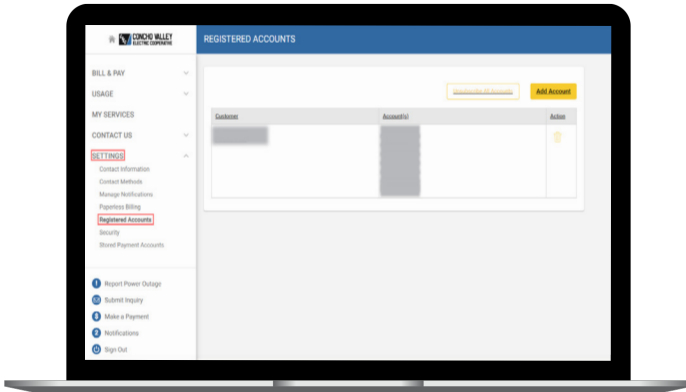 CONCHO VALLEY
ELECTRIC COOPERATIVE
REGISTERED ACCOUNTS
BILL & PAY
USAGE
MY SERVICES
CONTACT US
SETTINGS
Contact Information
Contact Methods
Manage Notifications
Paperless Billing
Registered Accounts
Security
Stored Payment Accounts
Report Power Outage
Submit Inquiry
Make a Payment
2 Notifications
Sign Out
Add Account
Customer Account(s) Action